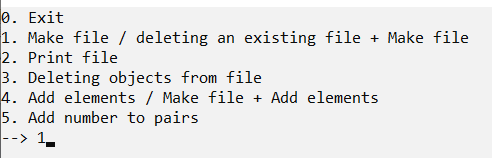 0. Exit
1. Make file / deleting an existing file + Make file
2. Print file
3. Deleting objects from file
4. Add elements / Make file + Add elements
5. Add number to pairs
--> 1